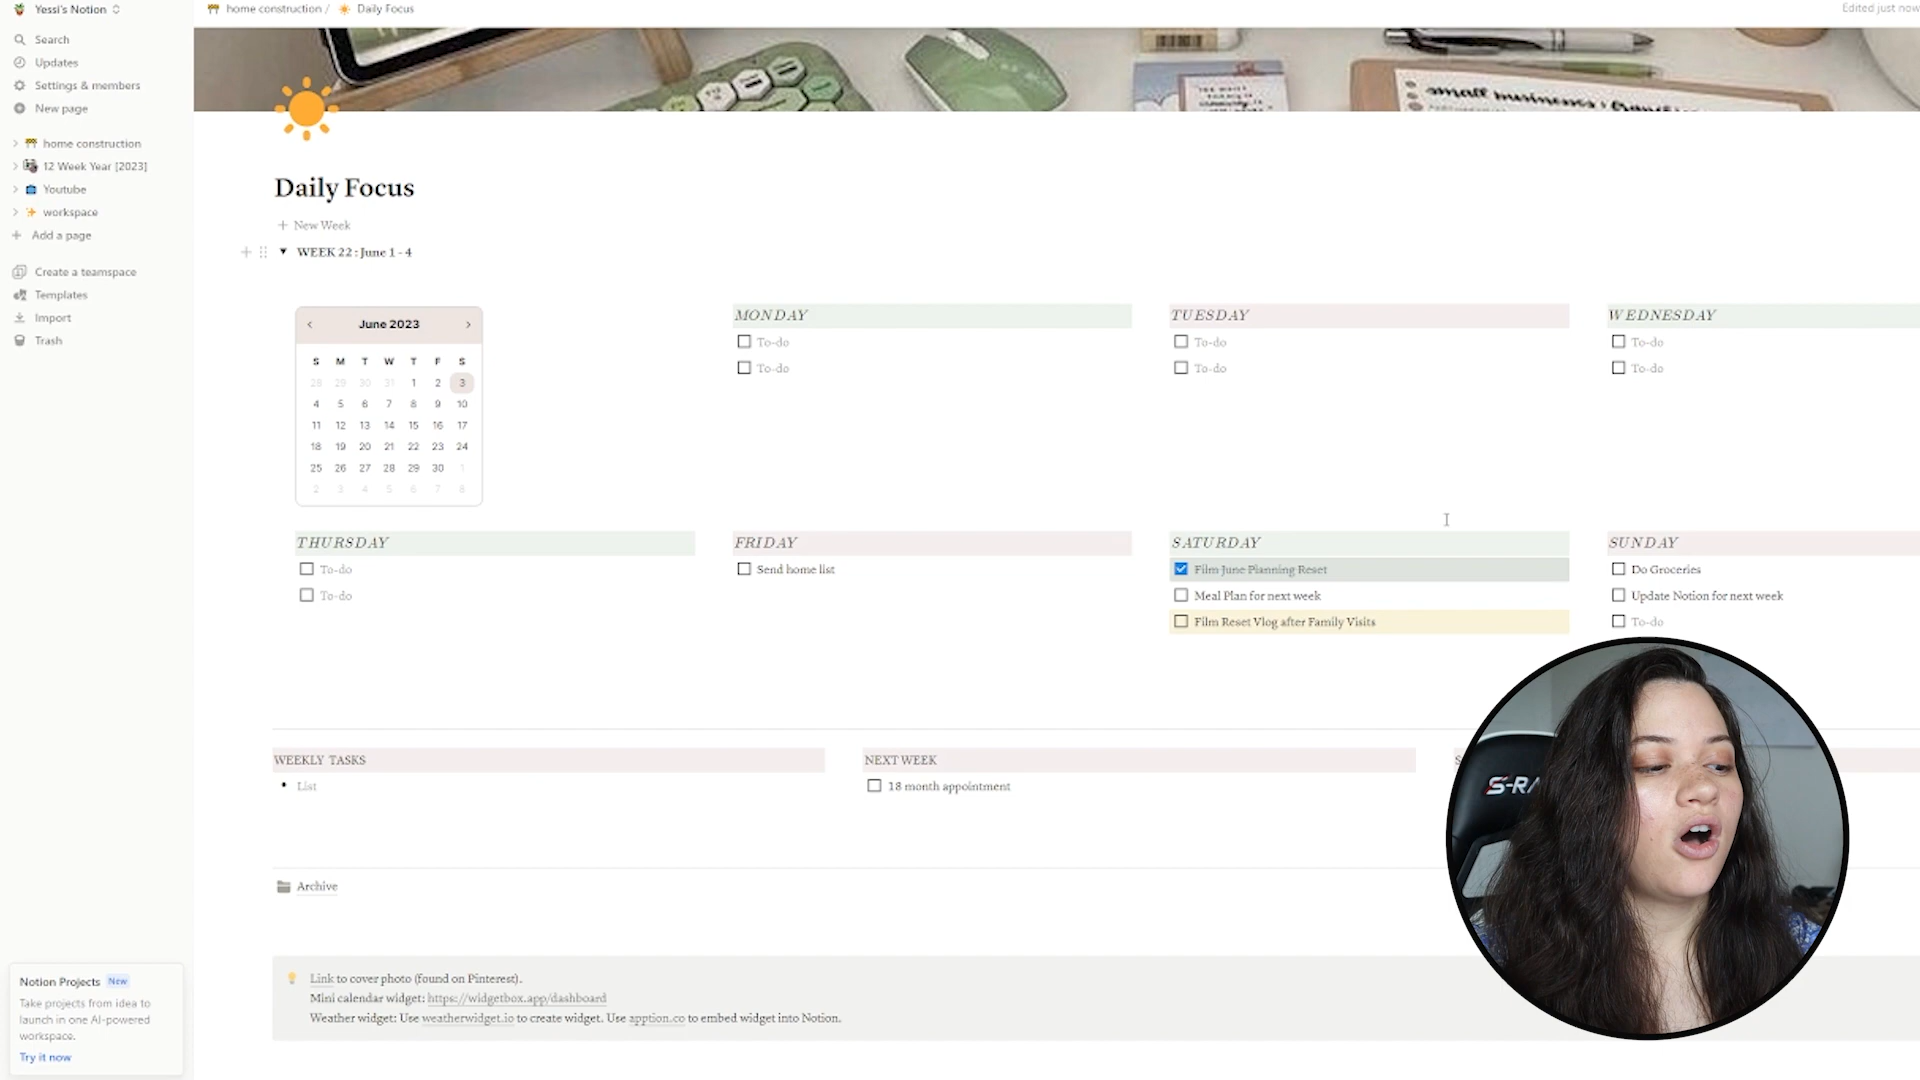 Yessi's Notion
home construction / Daily Focus
Edited just now
Search
Updates
Settings & members
New page
home construction
12 Week Year [2023]
Youtube
workspace
Add a page
Create a teamspace
Templates
Import
Trash
small business
Daily Focus
+ New Week
WEEK 22 : June 1 - 4
June 2023
S M T W T F S
28 29 30 31 1 2 3
4 5 6 7 8 9 10
11 12 13 14 15 16 17
18 19 20 21 22 23 24
25 26 27 28 29 30 1
2 3 4 5 6 7 8
MONDAY
To-do
To-do
TUESDAY
To-do
To-do
WEDNESDAY
To-do
To-do
THURSDAY
To-do
To-do
FRIDAY
Send home list
SATURDAY
Film June Planning Reset
Meal Plan for next week
Film Reset Vlog after Family Visits
SUNDAY
Do Groceries
Update Notion for next week
To-do
WEEKLY TASKS
• List
NEXT WEEK
18 month appointment
S-RA
Archive
Link to cover photo (found on Pinterest).
Mini calendar widget: https://widgetbox.app/dashboard
Weather widget: Use weatherwidget.io to create widget. Use apption.co to embed widget into Notion.
Notion Projects New
Take projects from idea to
launch in one AI-powered
workspace.
Try it now